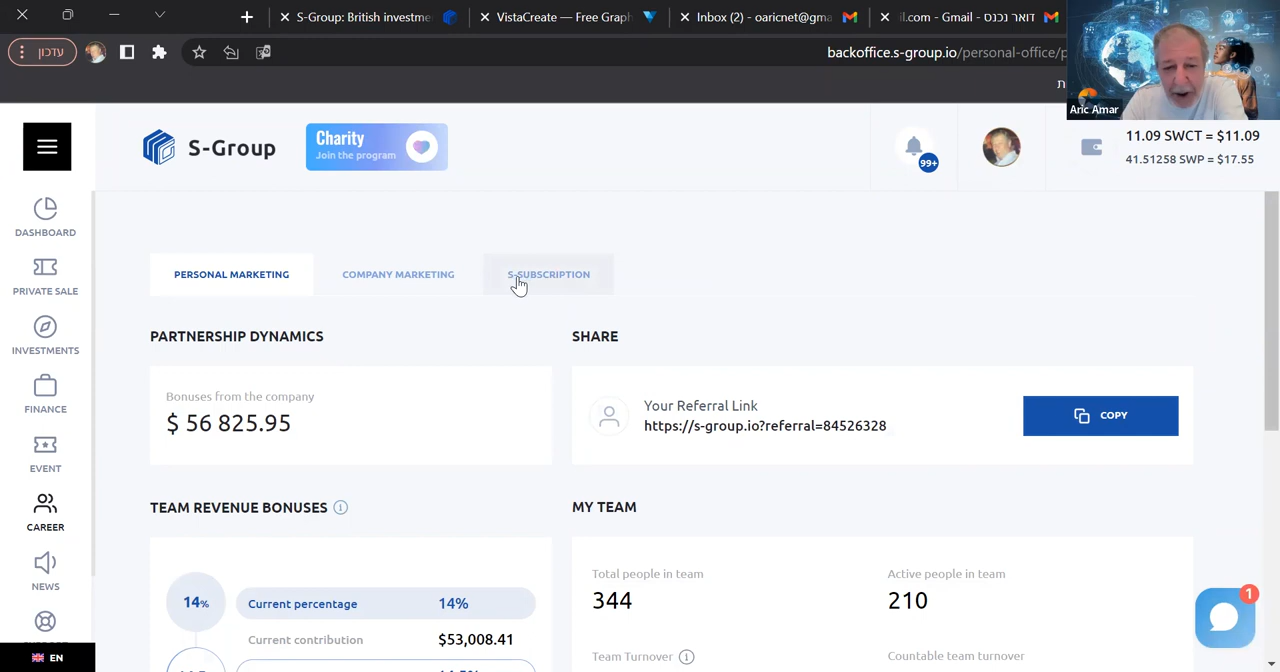 S-Group: British investme
VistaCreate — Free Graph
Inbox (2) - oaricnet@gma
il.com - Gmail - דואר נכנס
עדכון
backoffice.s-group.io/personal-office/p
ת
Aric Amar
S-Group
Charity
Join the program
99+
11.09 SWCT = $11.09
41.51258 SWP = $17.55
DASHBOARD
PRIVATE SALE
INVESTMENTS
FINANCE
EVENT
CAREER
NEWS
EN
PERSONAL MARKETING
COMPANY MARKETING
S-SUBSCRIPTION
PARTNERSHIP DYNAMICS
Bonuses from the company
$ 56 825.95
SHARE
Your Referral Link
https://s-group.io?referral=84526328
COPY
TEAM REVENUE BONUSES
14%
Current percentage 14%
Current contribution $53,008.41
MY TEAM
Total people in team
344
Active people in team
210
Team Turnover
Countable team turnover
1